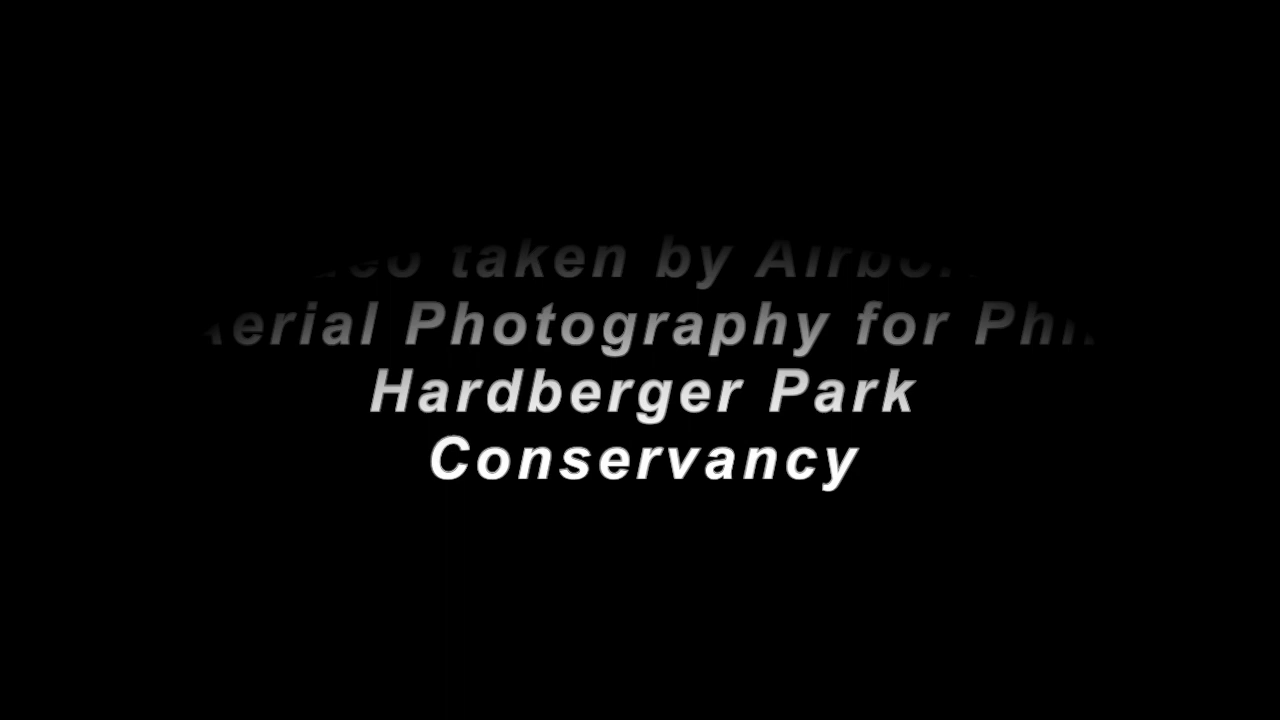 taken by
Aerial Photography for
Hardberger Park
Conservancy